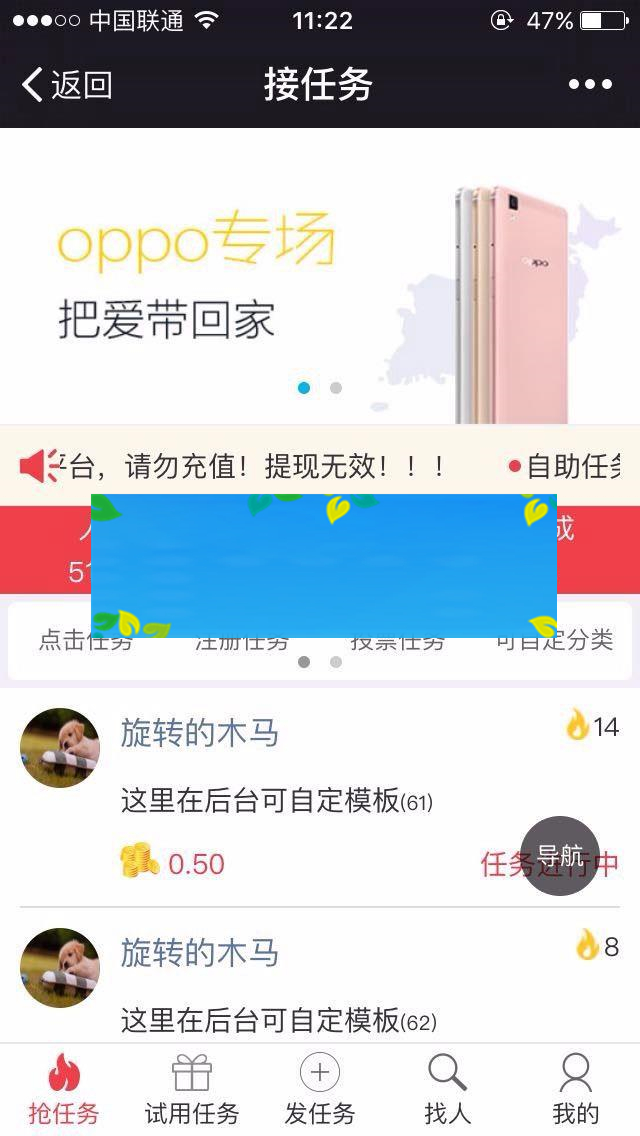 中国联通 11:22 47%
返回 接任务
oppo专场
把爱带回家
oppo
平台，请勿充值！提现无效！！！ 自助任务
成
点击任务 注册任务 投票任务 可自定分类
旋转的木马 14
这里在后台可自定模板(61)
0.50 任务进行中
导航
旋转的木马 8
这里在后台可自定模板(62)
抢任务 试用任务 发任务 找人 我的